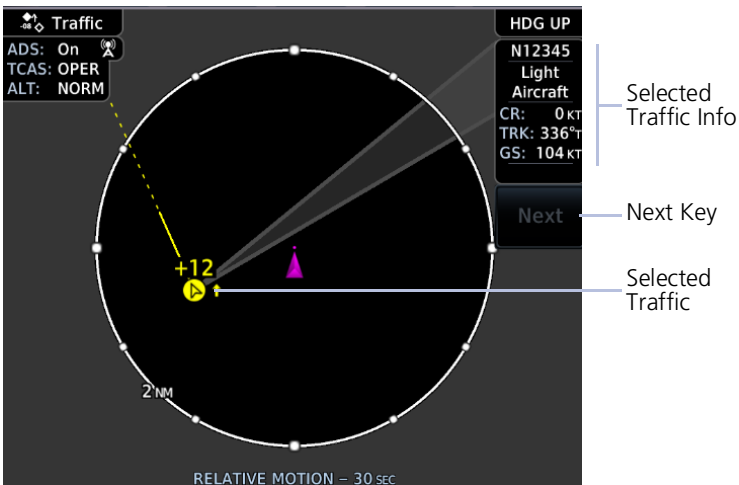 Traffic
HDG UP
-08
ADS: On
TCAS: OPER
ALT: NORM
N12345
Light
Aircraft
CR: 0 KT
TRK: 336°T
GS: 104 KT
Selected
Traffic Info
Next
Next Key
+12
Selected
Traffic
2 NM
RELATIVE MOTION – 30 SEC